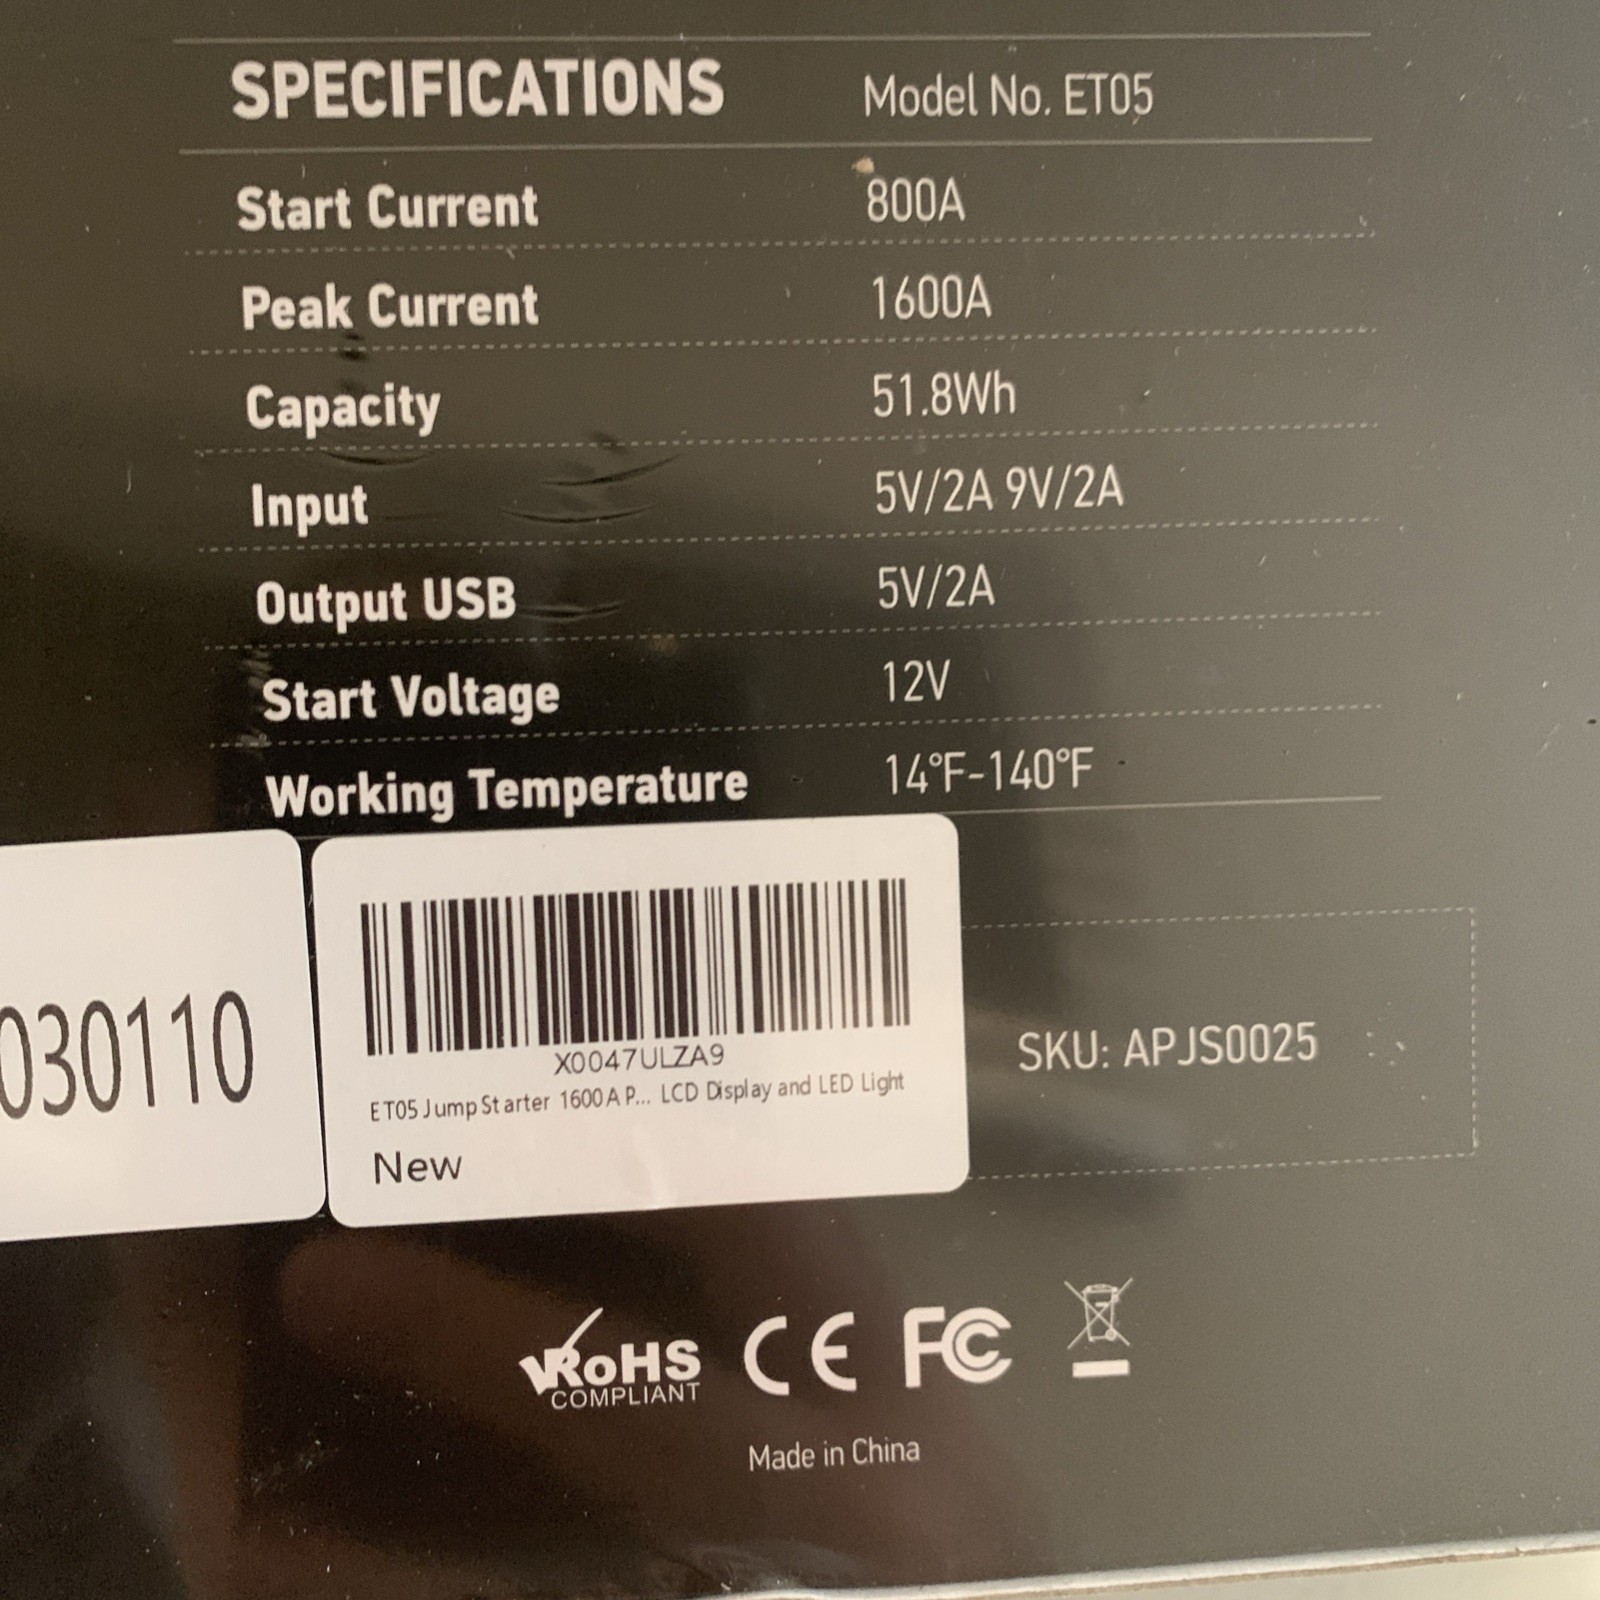 SPECIFICATIONS Model No. ET05
Start Current 800A
Peak Current 1600A
Capacity 51.8Wh
Input 5V/2A 9V/2A
Output USB 5V/2A
Start Voltage 12V
Working Temperature 14°F-140°F
030110
X0047ULZA9
ET05 Jump Starter 1600A P... LCD Display and LED Light
New
SKU: APJS0025
RoHS CE FC
COMPLIANT
Made in China